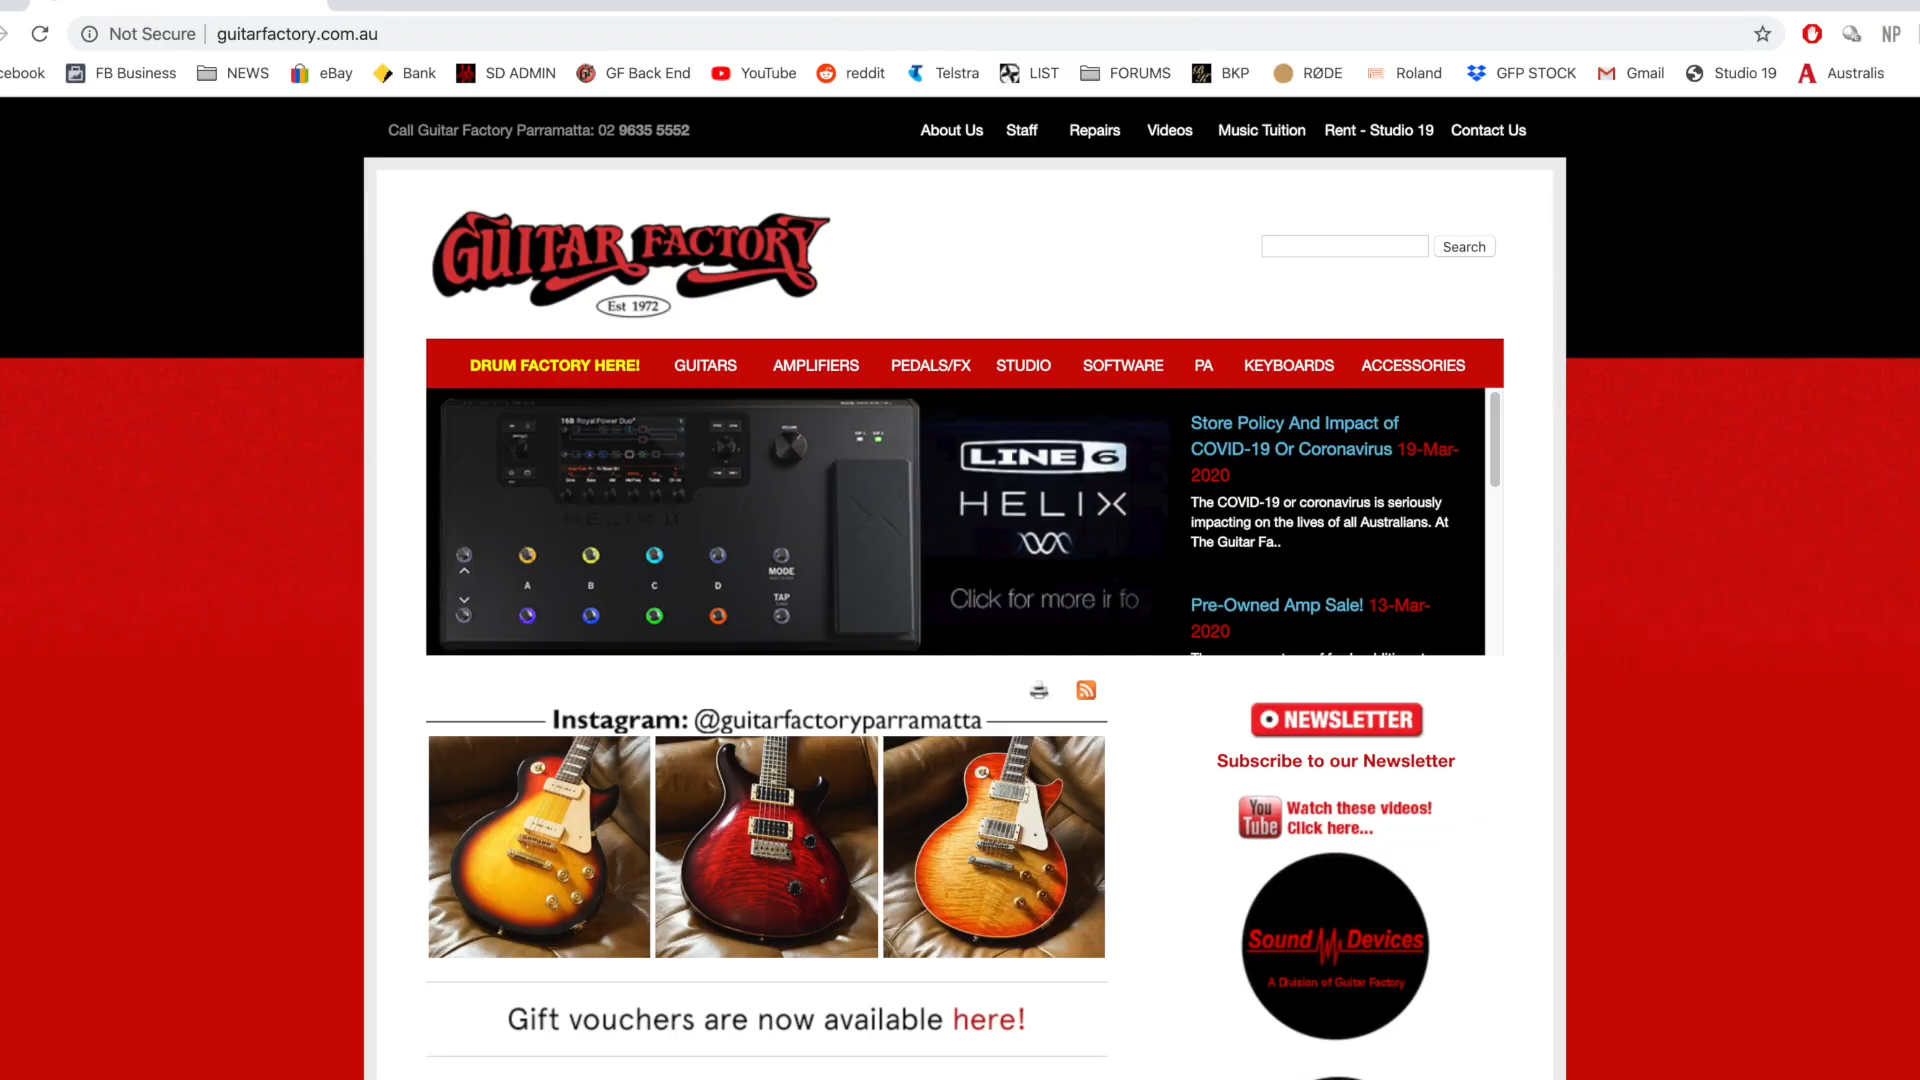 Not Secure guitarfactory.com.au NP
cebook FB Business NEWS eBay Bank SD ADMIN GF Back End YouTube reddit Telstra LIST FORUMS BKP RØDE Roland GFP STOCK Gmail Studio 19 Australis
Call Guitar Factory Parramatta: 02 9635 5552
About Us Staff Repairs Videos Music Tuition Rent - Studio 19 Contact Us
GUITAR FACTORY
Est 1972
Search
DRUM FACTORY HERE! GUITARS AMPLIFIERS PEDALS/FX STUDIO SOFTWARE PA KEYBOARDS ACCESSORIES
16B Royal Power Duo
VOLUME
HELIX LT
A B C D
MODE
TAP
LINE 6
HELIX
Click for more info
Store Policy And Impact of
COVID-19 Or Coronavirus 19-Mar-
2020
The COVID-19 or coronavirus is seriously
impacting on the lives of all Australians. At
The Guitar Fa..
Pre-Owned Amp Sale! 13-Mar-
2020
Instagram: @guitarfactoryparramatta
NEWSLETTER
Subscribe to our Newsletter
You
Tube
Watch these videos!
Click here...
Sound Devices
A Division of Guitar Factory
Gift vouchers are now available here!